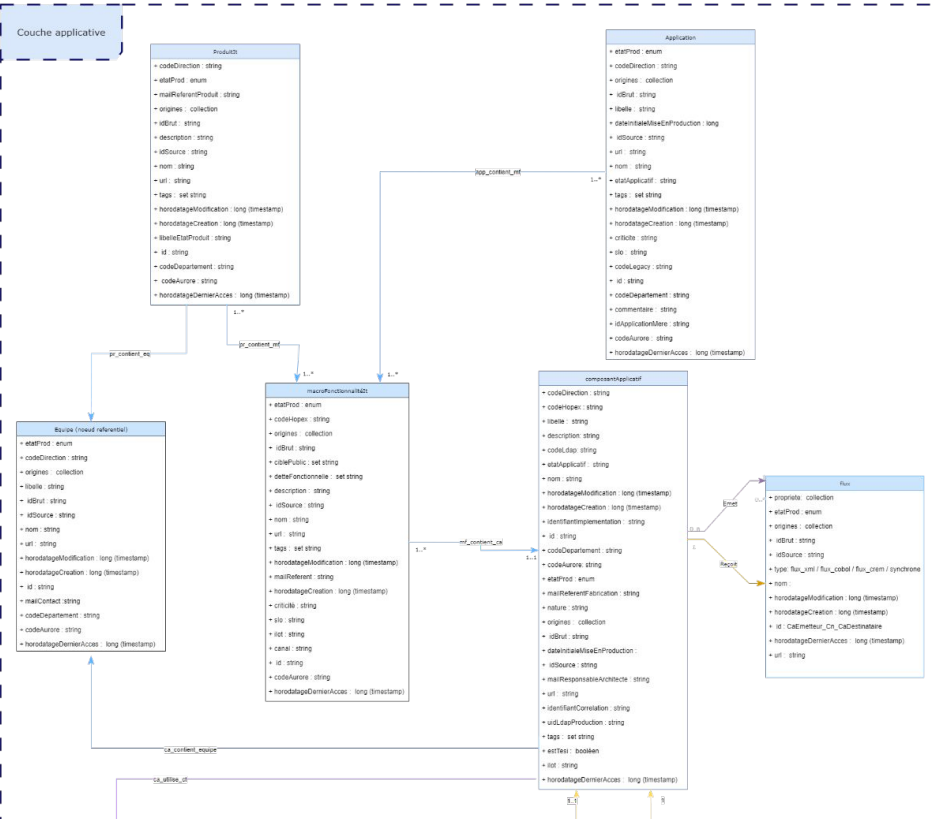 Couche applicative
ProduitIt
+ codeDirection : string
+ etatProd : enum
+ mailReferentProduit : string
+ origines : collection
+ idBrut : string
+ description : string
+ idSource : string
+ nom : string
+ url : string
+ tags : set string
+ horodatageModification : long (timestamp)
+ horodatageCreation : long (timestamp)
+ libelleEtatProduit : string
+ id : string
+ codeDepartement : string
+ codeAurore : string
+ horodatageDernierAcces : long (timestamp)
1..*
Application
+ etatProd : enum
+ codeDirection : string
+ origines : collection
+ idBrut : string
+ libelle : string
+ dateInitialeMiseEnProduction : long
+ idSource : string
+ url : string
+ nom : string
+ etatApplicatif : string
+ tags : set string
+ horodatageModification : long (timestamp)
+ horodatageCreation : long (timestamp)
+ criticite : string
+ slo : string
+ codeLegacy : string
+ id : string
+ codeDepartement : string
+ commentaire : string
+ idApplicationMere : string
+ codeAurore : string
+ horodatageDernierAcces : long (timestamp)
app_contient_mf
1..*
pr_contient_eq
pr_contient_mf
1..*
1..*
Equipe (noeud referentiel)
+ etatProd : enum
+ codeDirection : string
+ origines : collection
+ libelle : string
+ idBrut : string
+ idSource : string
+ nom : string
+ url : string
+ horodatageModification : long (timestamp)
+ horodatageCreation : long (timestamp)
+ id : string
+ mailContact :string
+ codeDepartement : string
+ codeAurore : string
+ horodatageDernierAcces : long (timestamp)
macroFonctionnalitéIt
+ etatProd : enum
+ codeHopex : string
+ origines : collection
+ idBrut : string
+ ciblePublic : set string
+ detteFonctionnelle : set string
+ description : string
+ idSource : string
+ nom : string
+ url : string
+ tags : set string
+ horodatageModification : long (timestamp)
+ mailReferent : string
+ horodatageCreation : long (timestamp)
+ criticité : string
+ slo : string
+ ilot : string
+ canal : string
+ id : string
+ codeAurore : string
+ horodatageDernierAcces : long (timestamp)
1..*
mf_contient_ca
1..1
composantApplicatif
+ codeDirection : string
+ codeHopex : string
+ libelle : string
+ description: string
+ codeLdap: string
+ etatApplicatif : string
+ nom : string
+ horodatageModification : long (timestamp)
+ horodatageCreation : long (timestamp)
+ identifiantImplementation : string
+ id : string
+ codeDepartement : string
+ codeAurore: string
+ etatProd : enum
+ mailReferentFabrication : string
+ nature : string
+ origines : collection
+ idBrut : string
+ dateInitialeMiseEnProduction :
+ idSource : string
+ mailResponsableArchitecte : string
+ url : string
+ identifiantCorrelation : string
+ uidLdapProduction : string
+ tags : set string
+ estTesi : booléen
+ ilot : string
+ horodatageDernierAcces : long (timestamp)
Emet
0..n
Reçoit
Flux
+ propriete: collection
+ etatProd : enum
+ origines : collection
+ idBrut : string
+ idSource : string
+ type: flux_xml / flux_cobol / flux_crem / synchrone
+ nom :
+ horodatageModification : long (timestamp)
+ horodatageCreation : long (timestamp)
+ id : CaEmetteur_Cn_CaDestinataire
+ horodatageDernierAcces : long (timestamp)
+ url : string
ca_contient_equipe
ca_utilise_cti
1..1